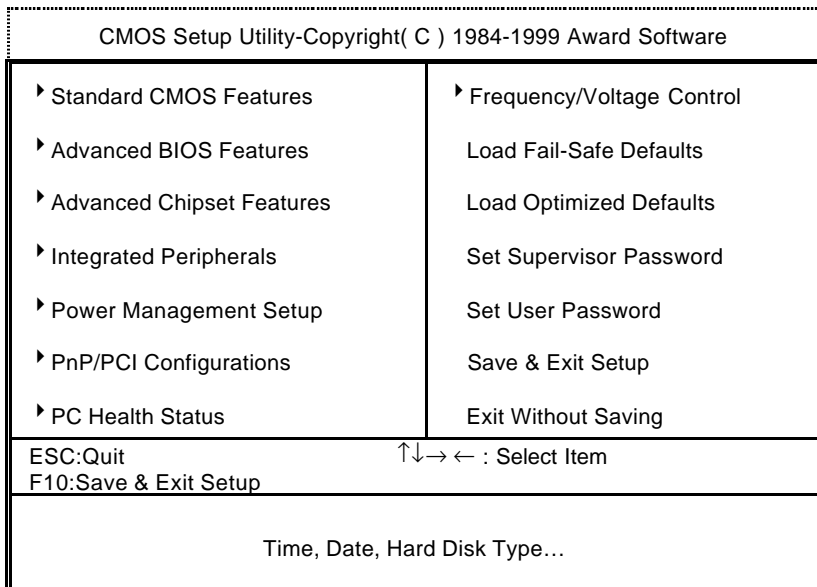 CMOS Setup Utility-Copyright( C ) 1984-1999 Award Software
‣Standard CMOS Features
‣Advanced BIOS Features
‣Advanced Chipset Features
‣Integrated Peripherals
‣Power Management Setup
‣PnP/PCI Configurations
‣PC Health Status
‣Frequency/Voltage Control
Load Fail-Safe Defaults
Load Optimized Defaults
Set Supervisor Password
Set User Password
Save & Exit Setup
Exit Without Saving
ESC:Quit ↑↓→ ← : Select Item
F10:Save & Exit Setup
Time, Date, Hard Disk Type…